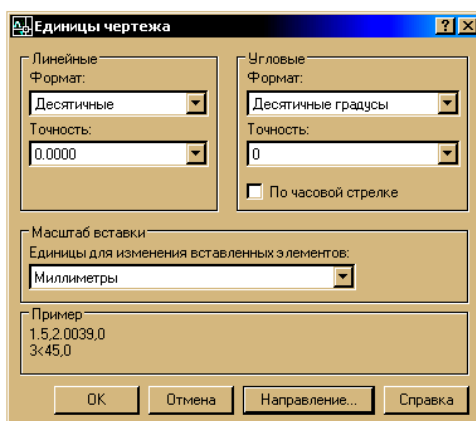 Единицы чертежа
Линейные
Формат:
Десятичные
Точность:
0.0000
Угловые
Формат:
Десятичные градусы
Точность:
0
По часовой стрелке
Масштаб вставки
Единицы для изменения вставленных элементов:
Миллиметры
Пример
1.5,2.0039,0
3<45,0
OK Отмена Направление... Справка